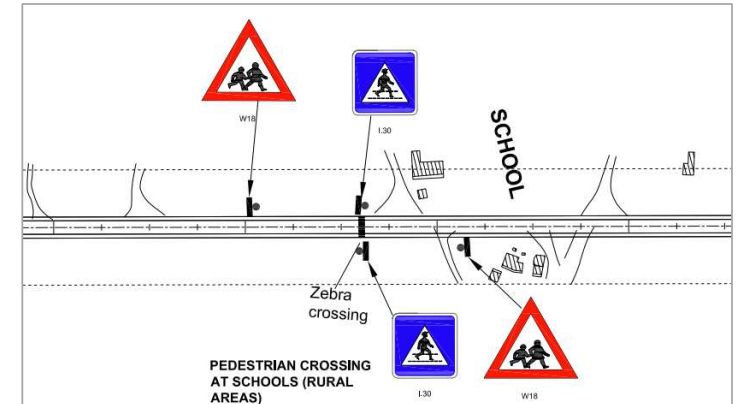 W18
I.30
SCHOOL
Zebra
crossing
PEDESTRIAN CROSSING
AT SCHOOLS (RURAL
AREAS)
I.30
W18